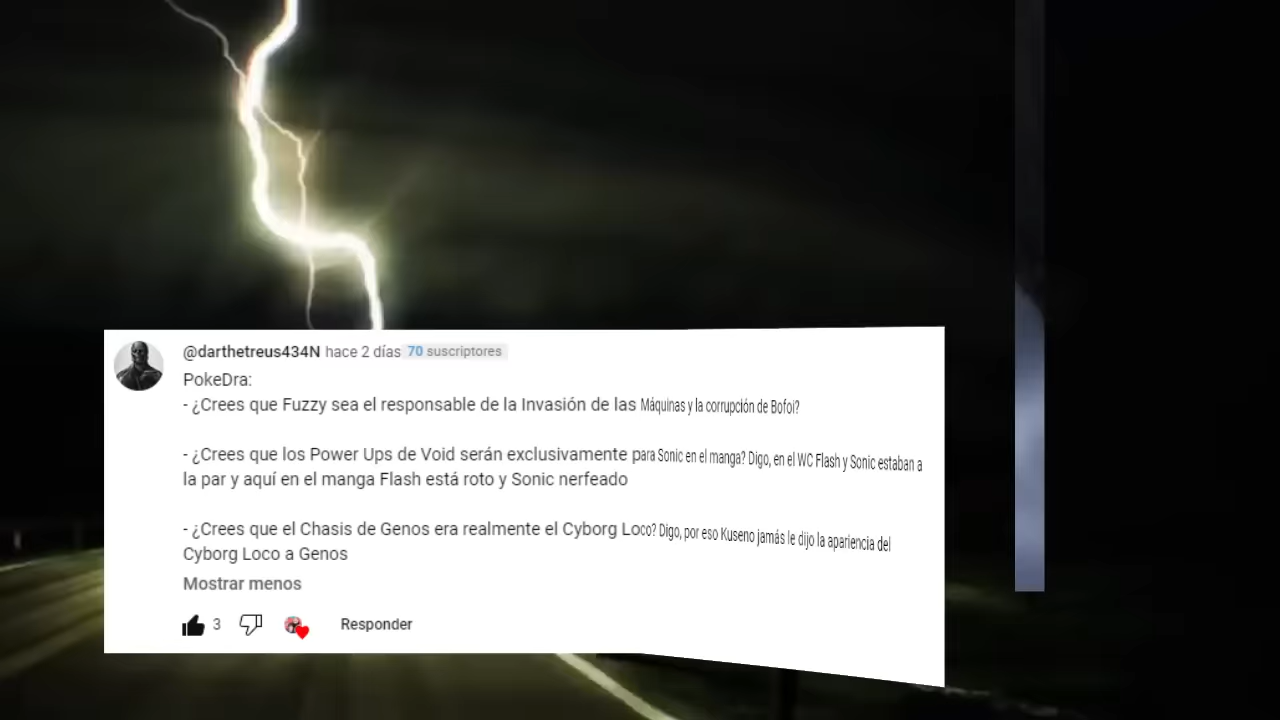 @darthetreus434N hace 2 días 70 suscriptores
PokeDra:
- ¿Crees que Fuzzy sea el responsable de la Invasión de las Máquinas y la corrupción de Bofoi?
- ¿Crees que los Power Ups de Void serán exclusivamente para Sonic en el manga? Digo, en el WC Flash y Sonic estaban a
la par y aquí en el manga Flash está roto y Sonic nerfeado
- ¿Crees que el Chasis de Genos era realmente el Cyborg Loco? Digo, por eso Kuseno jamás le dijo la apariencia del
Cyborg Loco a Genos
Mostrar menos
3 Responder